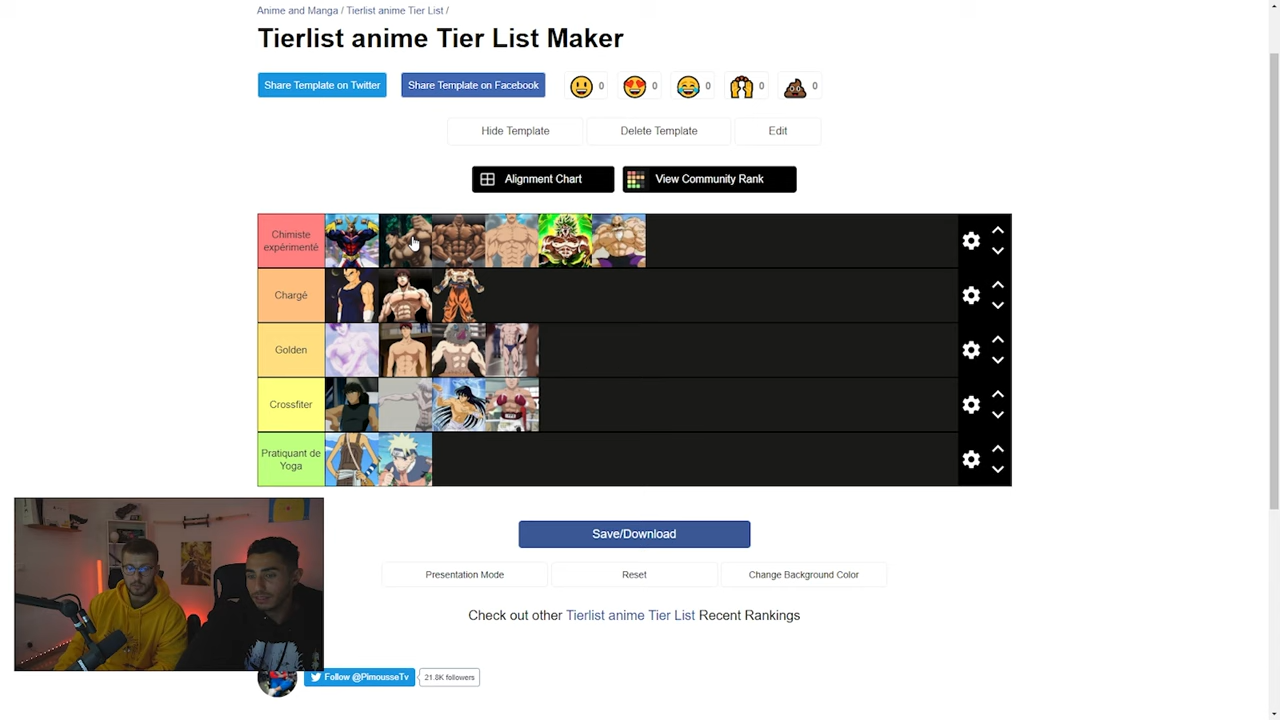 Anime and Manga / Tierlist anime Tier List /
Tierlist anime Tier List Maker
Share Template on Twitter
Share Template on Facebook
0
0
0
0
0
Hide Template
Delete Template
Edit
Alignment Chart
View Community Rank
Chimiste
expérimenté
Chargé
Golden
Crossfiter
Pratiquant de
Yoga
Save/Download
Presentation Mode
Reset
Change Background Color
Check out other Tierlist anime Tier List Recent Rankings
Follow @PimousseTv
21.8K followers